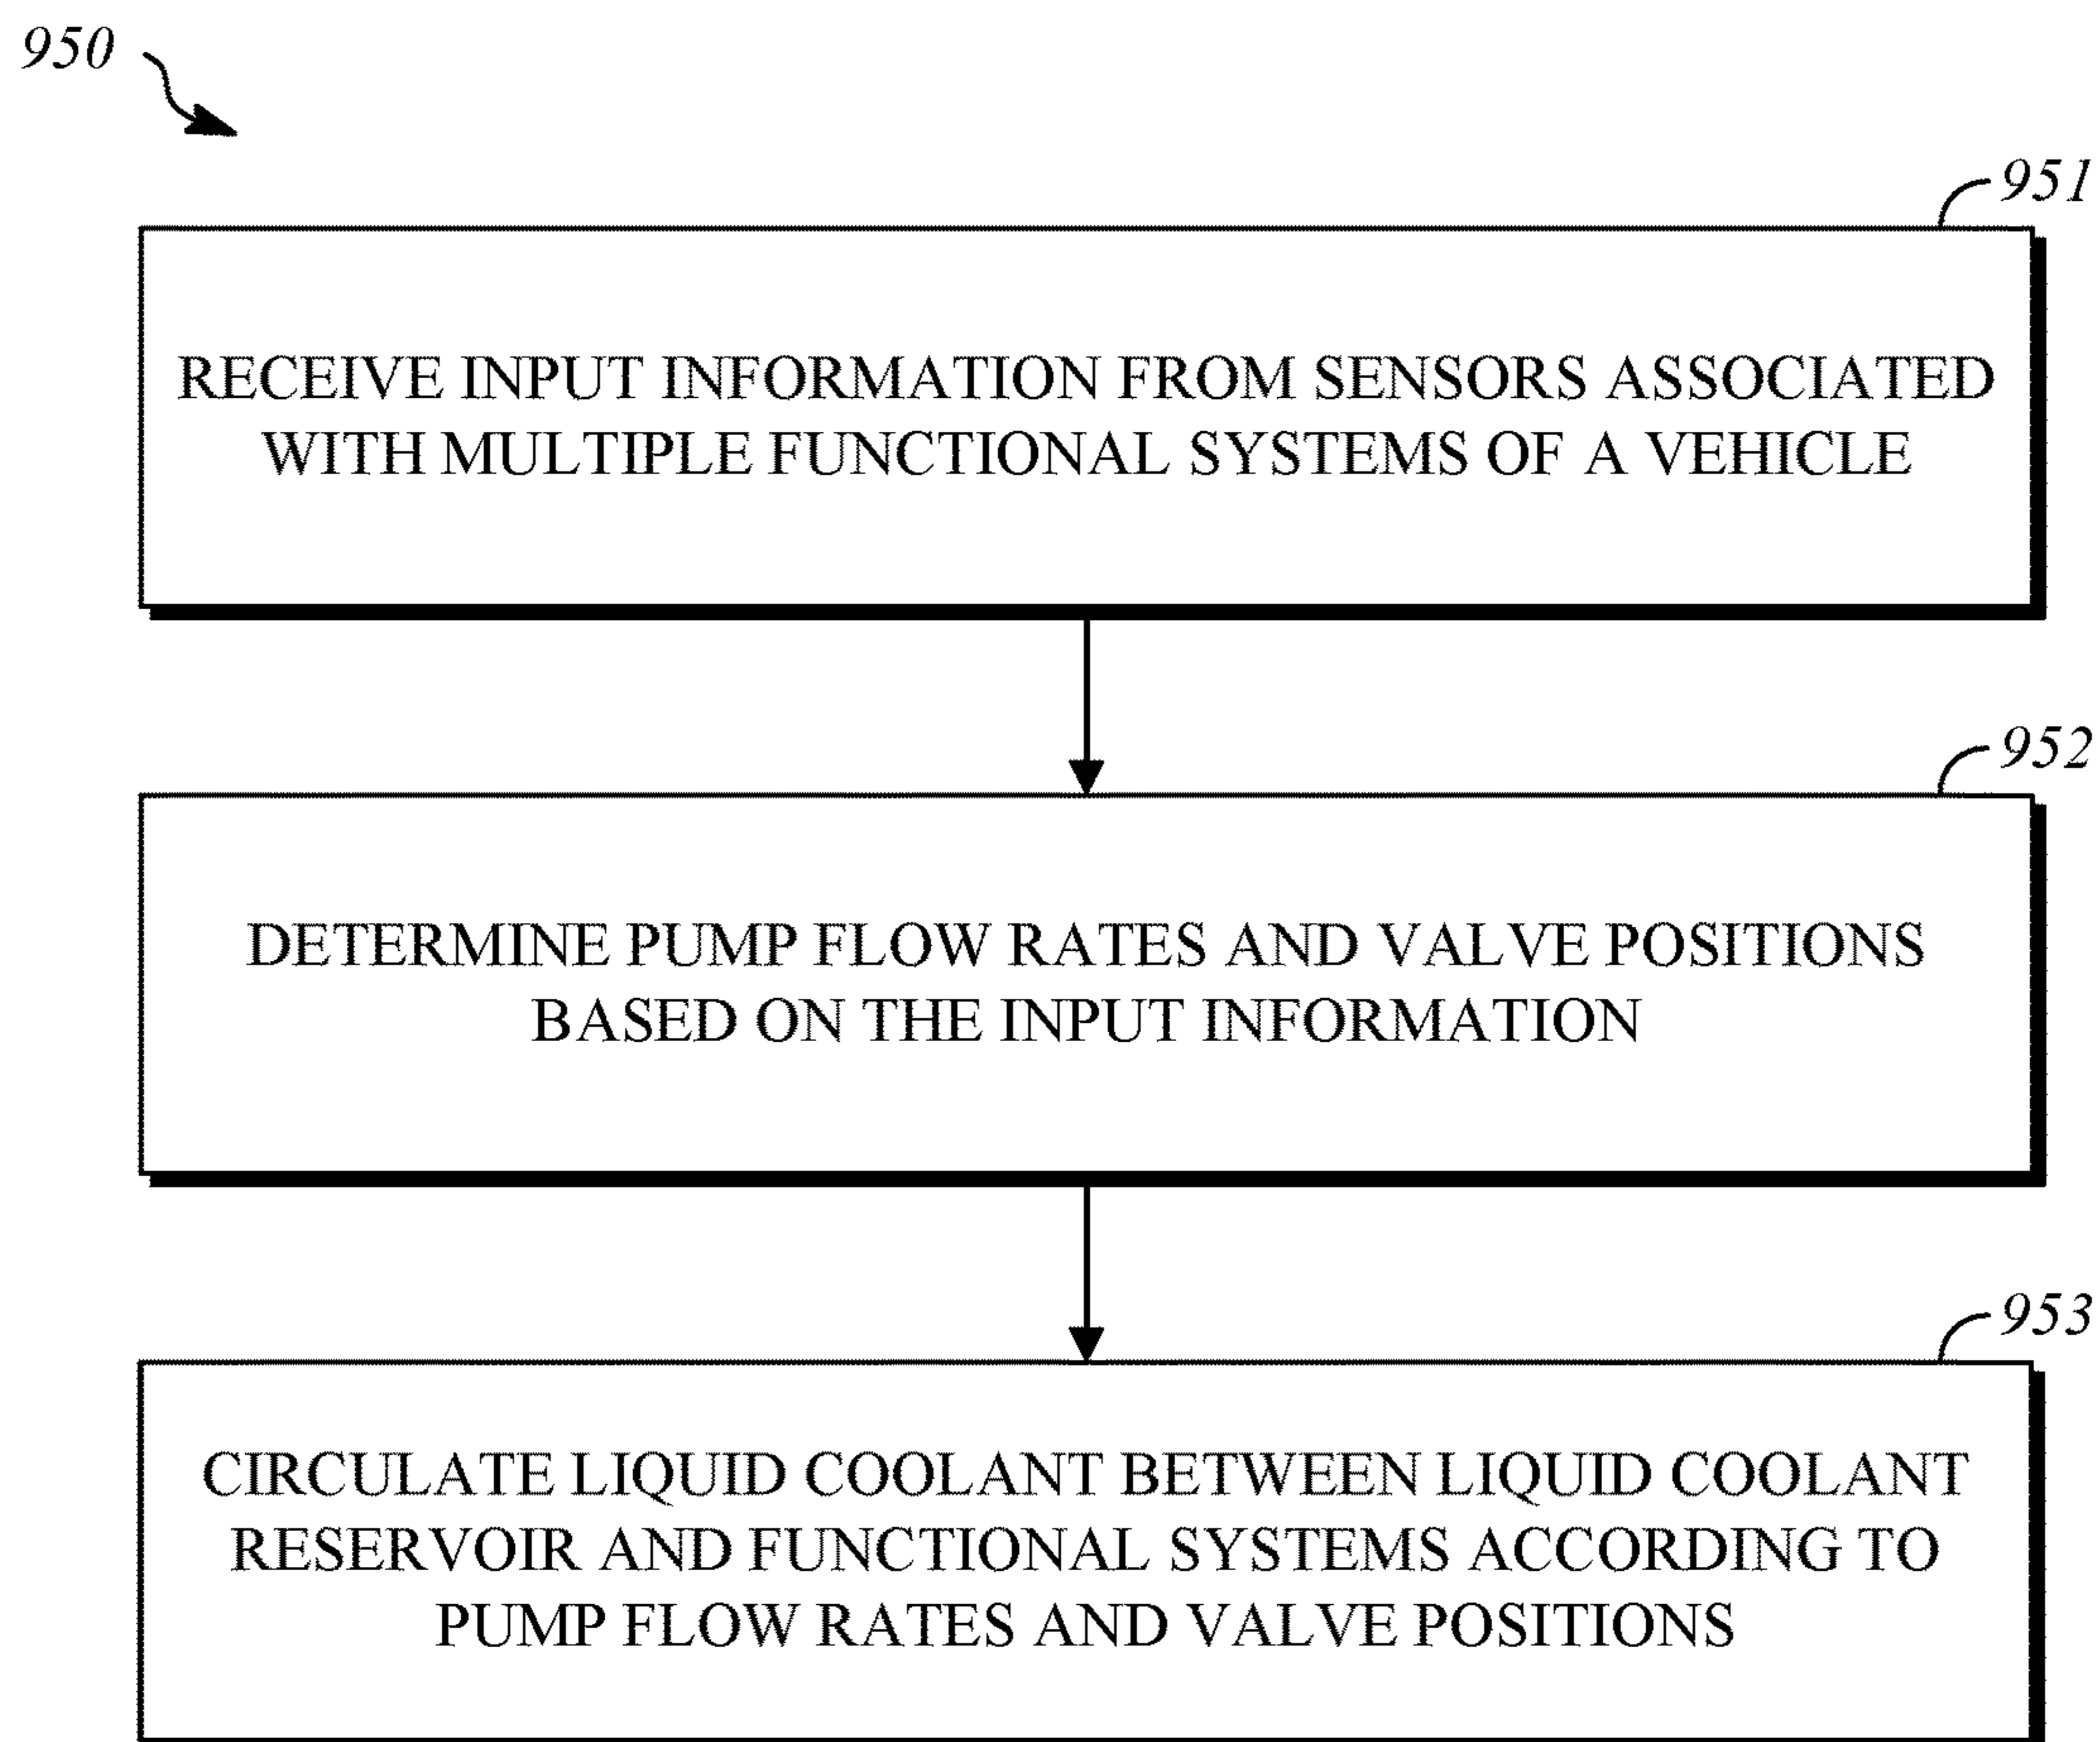 950
951
RECEIVE INPUT INFORMATION FROM SENSORS ASSOCIATED
WITH MULTIPLE FUNCTIONAL SYSTEMS OF A VEHICLE
952
DETERMINE PUMP FLOW RATES AND VALVE POSITIONS
BASED ON THE INPUT INFORMATION
953
CIRCULATE LIQUID COOLANT BETWEEN LIQUID COOLANT
RESERVOIR AND FUNCTIONAL SYSTEMS ACCORDING TO
PUMP FLOW RATES AND VALVE POSITIONS